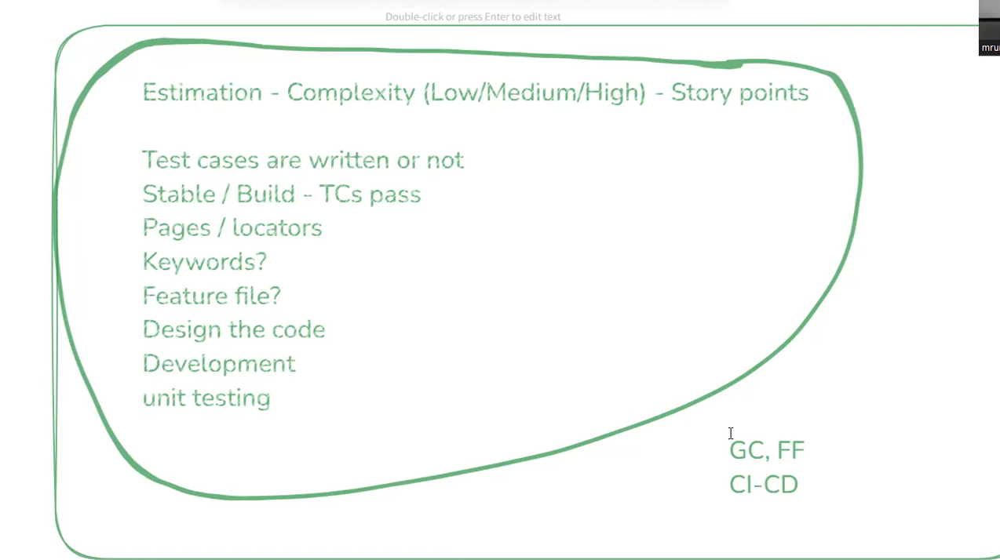 Double-click or press Enter to edit text
Estimation - Complexity (Low/Medium/High) - Story points
Test cases are written or not
Stable / Build - TCs pass
Pages / locators
Keywords?
Feature file?
Design the code
Development
unit testing
GC, FF
CI-CD